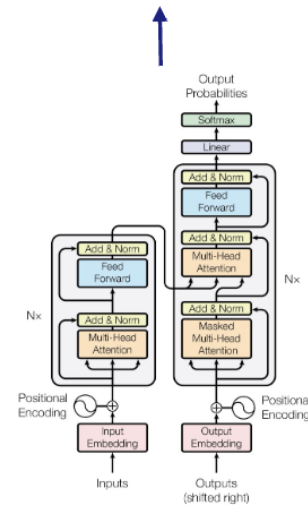 Output
Probabilities
Softmax
Linear
Add & Norm
Feed
Forward
Add & Norm
Multi-Head
Attention
Add & Norm
Masked
Multi-Head
Attention
Nx
Add & Norm
Feed
Forward
Add & Norm
Multi-Head
Attention
Nx
Positional
Encoding
Positional
Encoding
Input
Embedding
Output
Embedding
Inputs
Outputs
(shifted right)